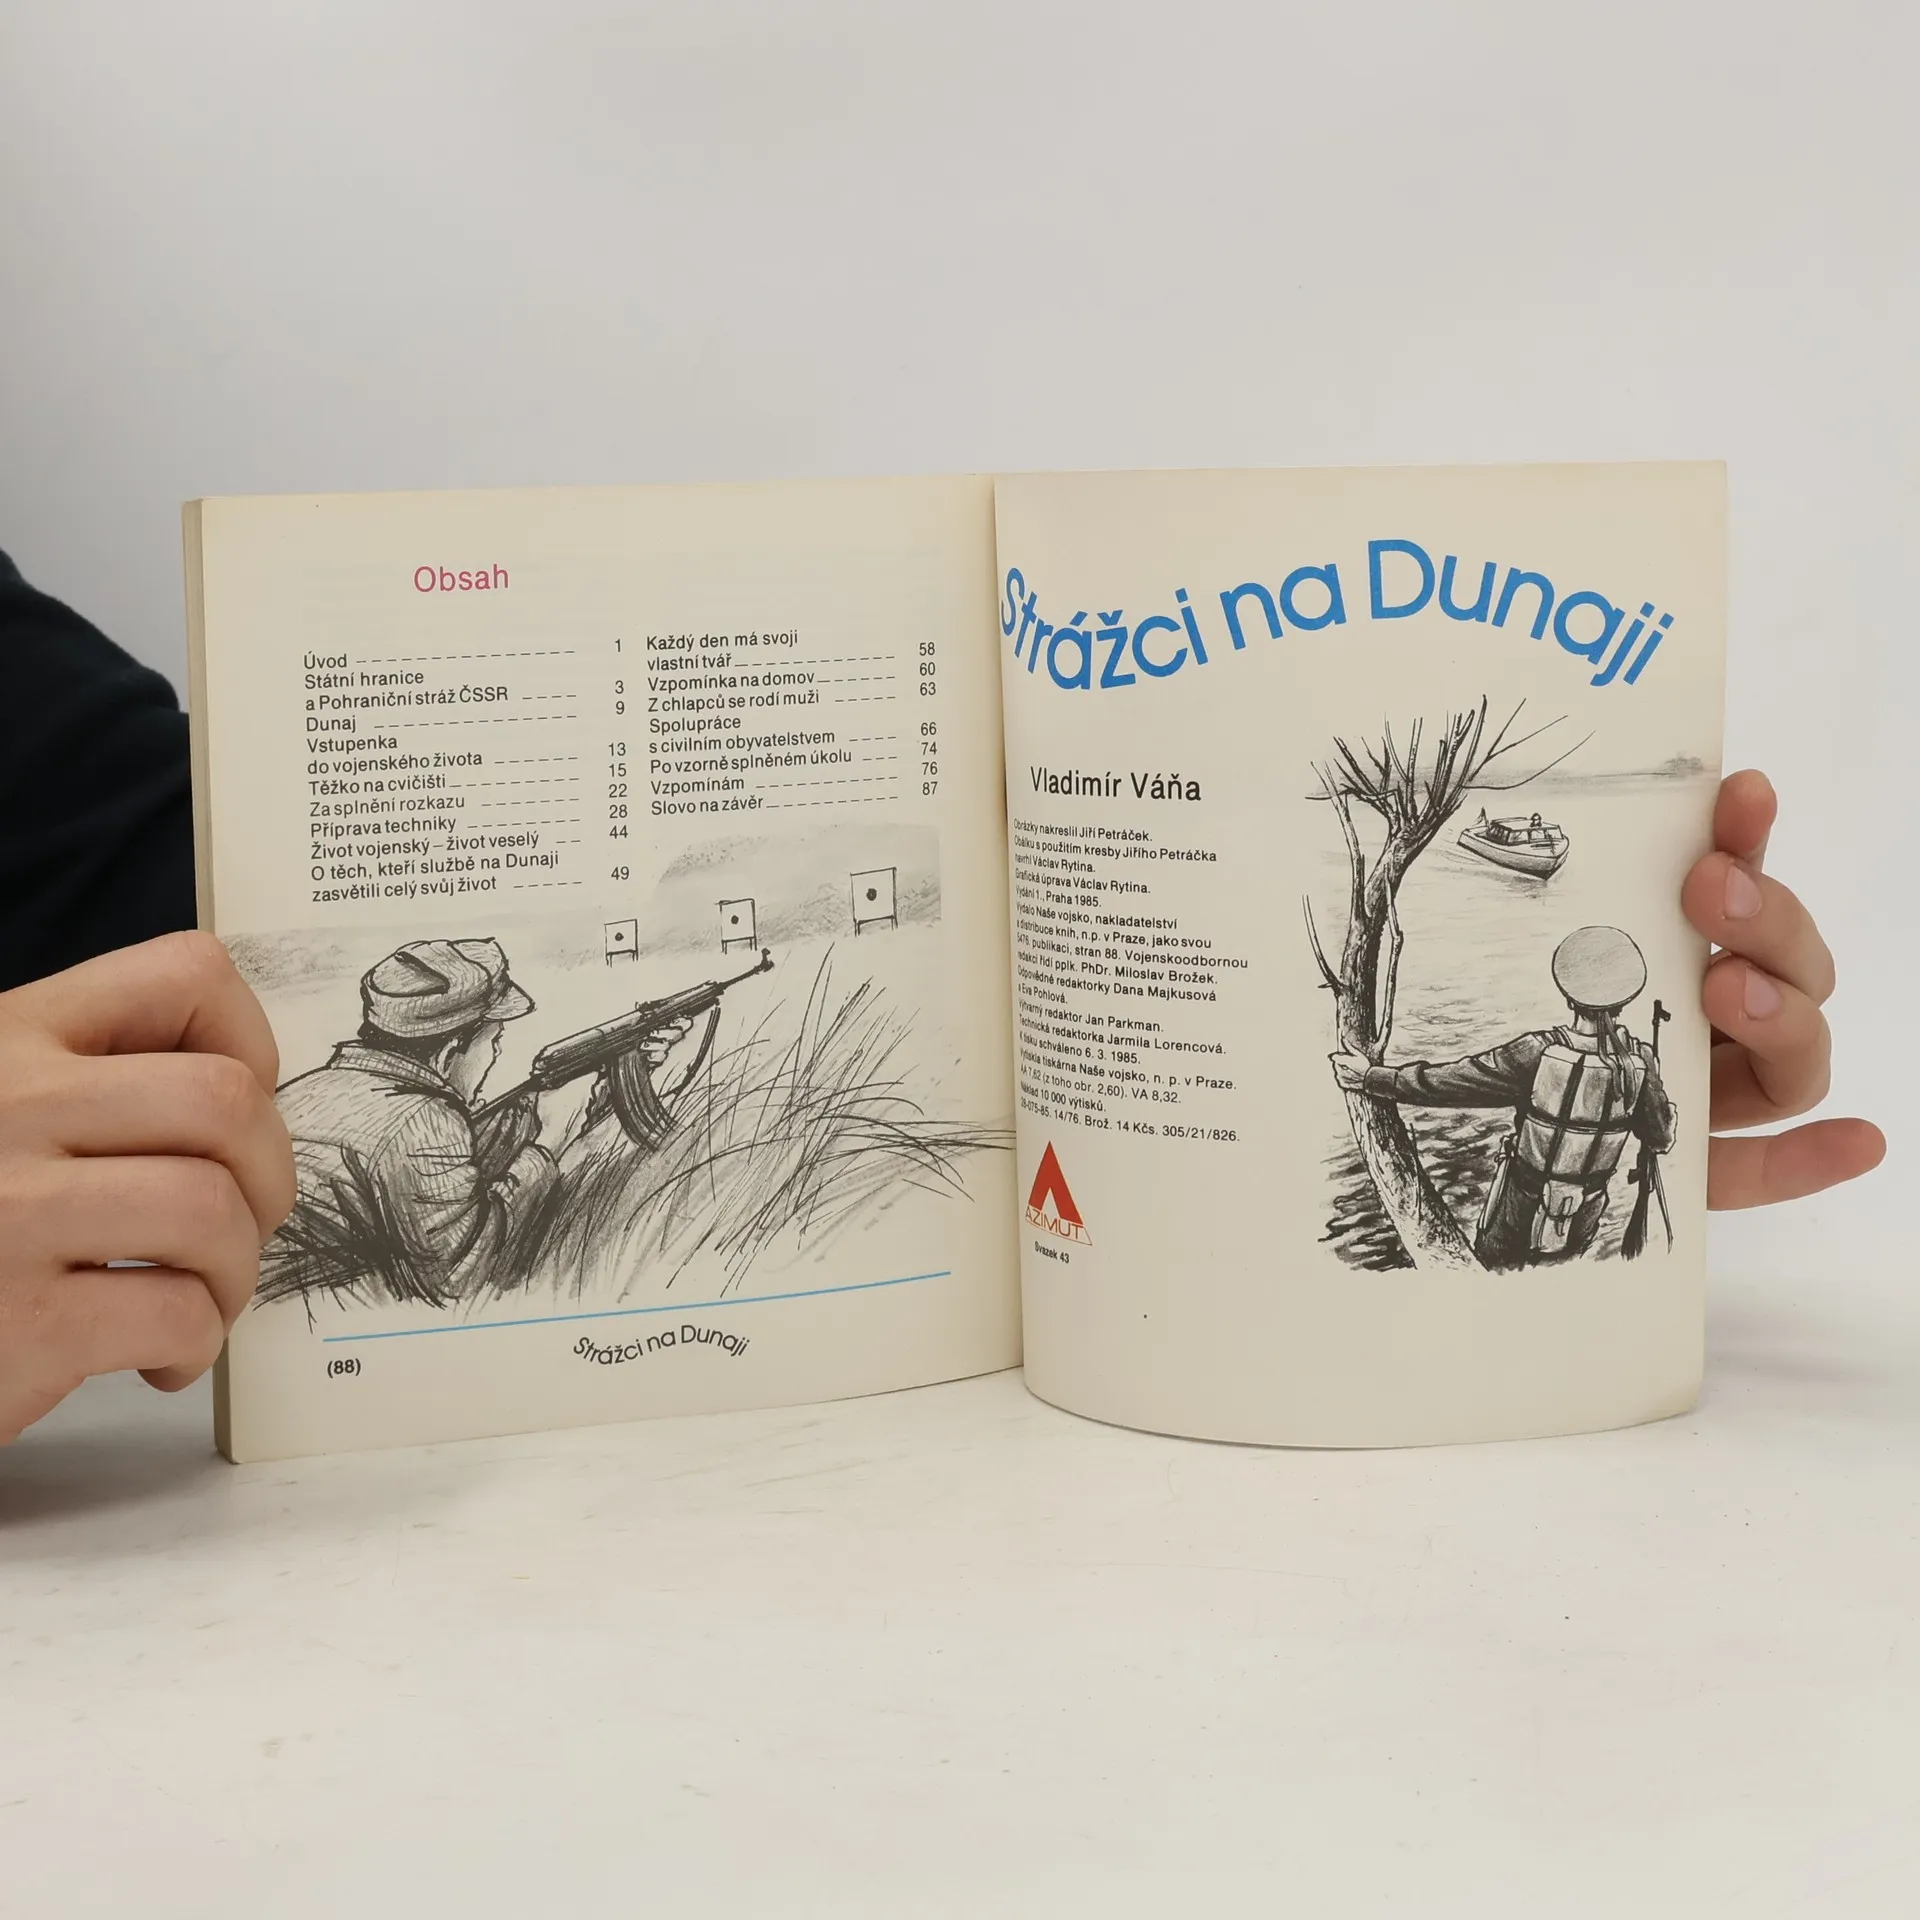 Obsah
Úvod _ _ _ _ _ _ _ _ _ _ _ _ _ _ _ 1
Státní hranice
a Pohraniční stráž ČSSR _ _ _ _ 3
Dunaj _ _ _ _ _ _ _ _ _ _ _ _ _ _ 9
Vstupenka
do vojenského života _ _ _ _ _ _ 13
Těžko na cvičišti _ _ _ _ _ _ _ _ _ 15
Za splnění rozkazu _ _ _ _ _ _ _ 22
Příprava techniky _ _ _ _ _ _ _ _ 28
Život vojenský – život veselý _ _ 44
O těch, kteří službě na Dunaji
zasvětili celý svůj život _ _ _ _ _ 49
Každý den má svoji
vlastní tvář _ _ _ _ _ _ _ _ _ _ _ 58
Vzpomínka na domov _ _ _ _ _ _ 60
Z chlapců se rodí muži _ _ _ _ 63
Spolupráce
s civilním obyvatelstvem _ _ _ _ 66
Po vzorně splněném úkolu _ _ _ 74
Vzpomínám _ _ _ _ _ _ _ _ _ _ 76
Slovo na závěr _ _ _ _ _ _ _ _ _ 87
Strážci na Dunaji
(88)
Strážci na Dunaji
Vladimír Váňa
Obrázky nakreslil Jiří Petráček.
Obálku s použitím kresby Jiřího Petráčka
navrhl Václav Rytina.
Grafická úprava Václav Rytina.
Vydání 1., Praha 1985.
Vydalo Naše vojsko, nakladatelství
a distribuce knih, n.p. v Praze, jako svou
5476. publikaci, stran 88. Vojenskoodbornou
redakci řídí pplk. PhDr. Miloslav Brožek.
Odpovědné redaktorky Dana Majkusová
a Eva Pohlová.
Výtvarný redaktor Jan Parkman.
Technická redaktorka Jarmila Lorencová.
K tisku schváleno 6. 3. 1985.
Vytiskla tiskárna Naše vojsko, n. p. v Praze.
AA 7,62 (z toho obr. 2,60). VA 8,32.
Náklad 10 000 výtisků.
28-075-85. 14/76. Brož. 14 Kčs. 305/21/826.
AZIMUT
Svazek 43